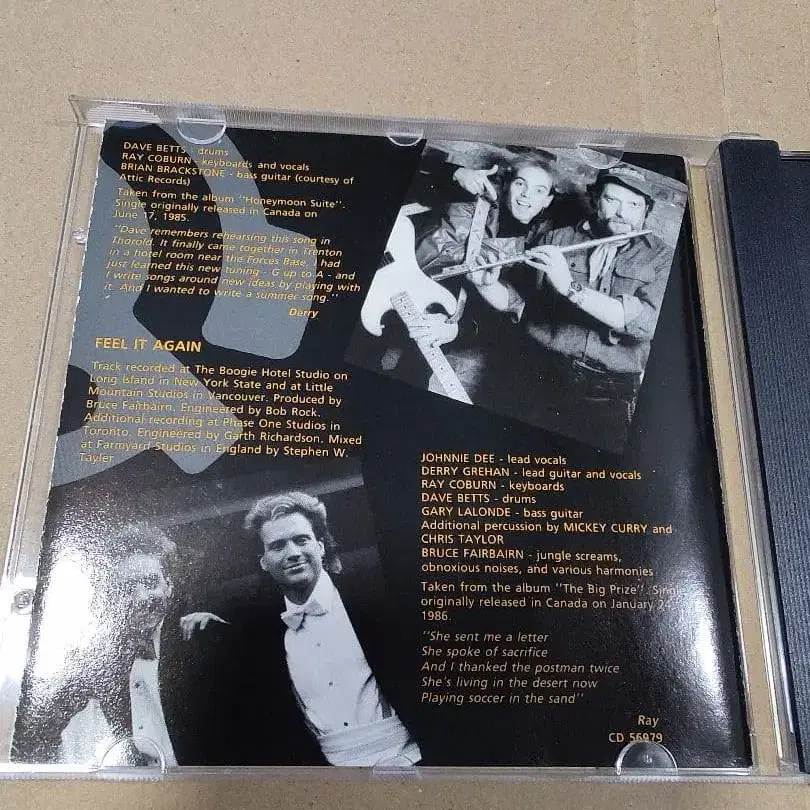 DAVE BETTS - drums
RAY COBURN - keyboards and vocals
BRIAN BRACKSTONE - bass guitar (courtesy of
Attic Records)
Taken from the album "Honeymoon Suite".
Single originally released in Canada on
June 17, 1985.
"Dave remembers rehearsing this song in
Thorold. It finally came together in Trenton
in a hotel room near the Forces Base. I had
just learned this new tuning - G up to A - and
I write songs around new ideas by playing with
it. And I wanted to write a summer song."
Derry
FEEL IT AGAIN
Track recorded at The Boogie Hotel Studio on
Long Island in New York State and at Little
Mountain Studios in Vancouver. Produced by
Bruce Fairbairn. Engineered by Bob Rock.
Additional recording at Phase One Studios in
Toronto. Engineered by Garth Richardson. Mixed
at Farmyard Studios in England by Stephen W.
Tayler
JOHNNIE DEE - lead vocals
DERRY GREHAN - lead guitar and vocals
RAY COBURN - keyboards
DAVE BETTS - drums
GARY LALONDE - bass guitar
Additional percussion by MICKEY CURRY and
CHRIS TAYLOR
BRUCE FAIRBAIRN - jungle screams,
obnoxious noises, and various harmonies
Taken from the album "The Big Prize". Single
originally released in Canada on January 24,
1986.
"She sent me a letter
She spoke of sacrifice
And I thanked the postman twice
She's living in the desert now
Playing soccer in the sand"
Ray
CD 56979